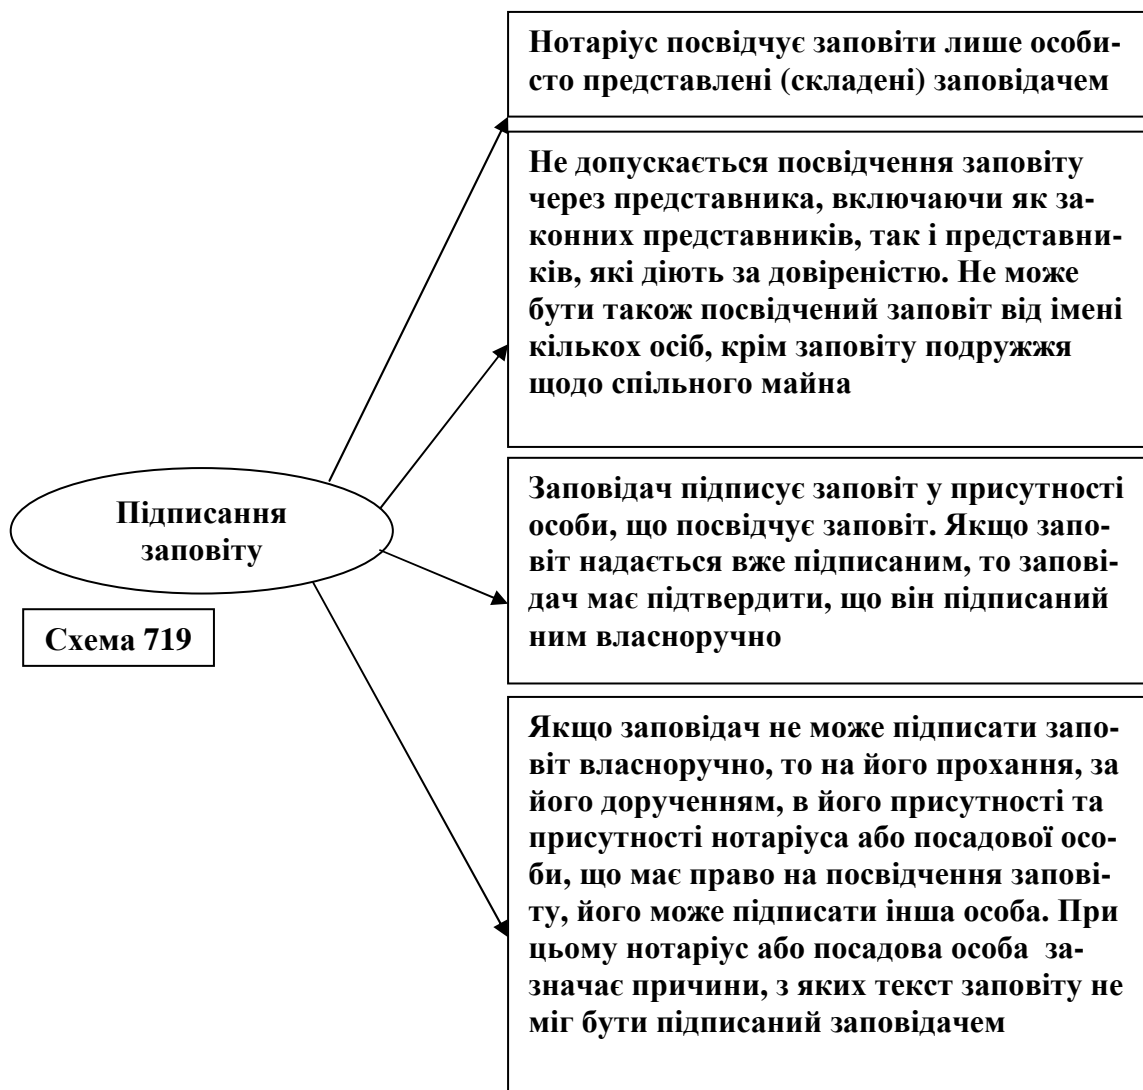 Нотаріус посвідчує заповіти лише особи-
сто представлені (складені) заповідачем
Не допускається посвідчення заповіту
через представника, включаючи як за-
конних представників, так і представни-
ків, які діють за довіреністю. Не може
бути також посвідчений заповіт від імені
кількох осіб, крім заповіту подружжя
щодо спільного майна
Підписання
заповіту
Схема 719
Заповідач підписує заповіт у присутності
особи, що посвідчує заповіт. Якщо запо-
віт надається вже підписаним, то запові-
дач має підтвердити, що він підписаний
ним власноручно
Якщо заповідач не може підписати запо-
віт власноручно, то на його прохання, за
його дорученням, в його присутності та
присутності нотаріуса або посадової осо-
би, що має право на посвідчення запові-
ту, його може підписати інша особа. При
цьому нотаріус або посадова особа за-
значає причини, з яких текст заповіту не
міг бути підписаний заповідачем